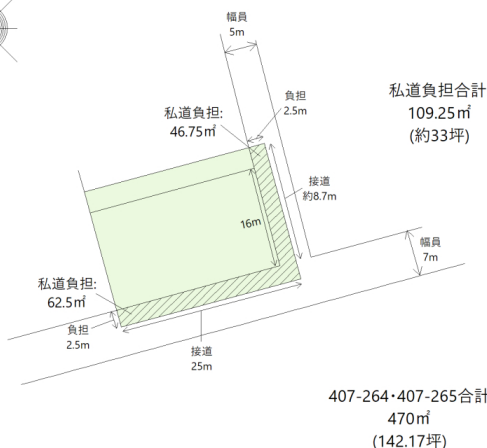 幅員
5m
負担
2.5m
私道負担合計
109.25㎡
(約33坪)
私道負担:
46.75㎡
接道
約8.7m
16m
幅員
7m
私道負担:
62.5㎡
負担
2.5m
接道
25m
407-264・407-265合計
470㎡
(142.17坪)